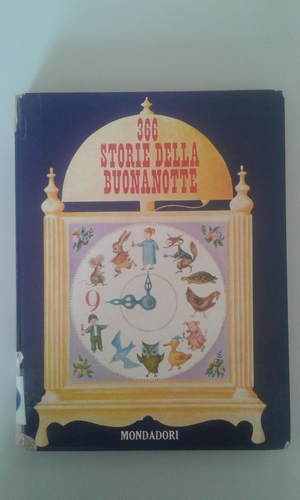 366
STORIE DELLA
BUONANOTTE
9
MONDADORI